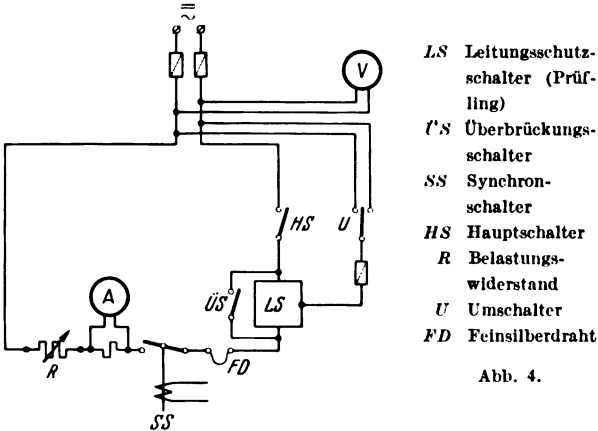 V
HS
U
ÜS
LS
A
R
FD
SS
LS Leitungsschutz-
schalter (Prüf-
ling)
ÜS Überbrückungs-
schalter
SS Synchron-
schalter
HS Hauptschalter
R Belastungs-
widerstand
U Umschalter
FD Feinsilberdraht
Abb. 4.